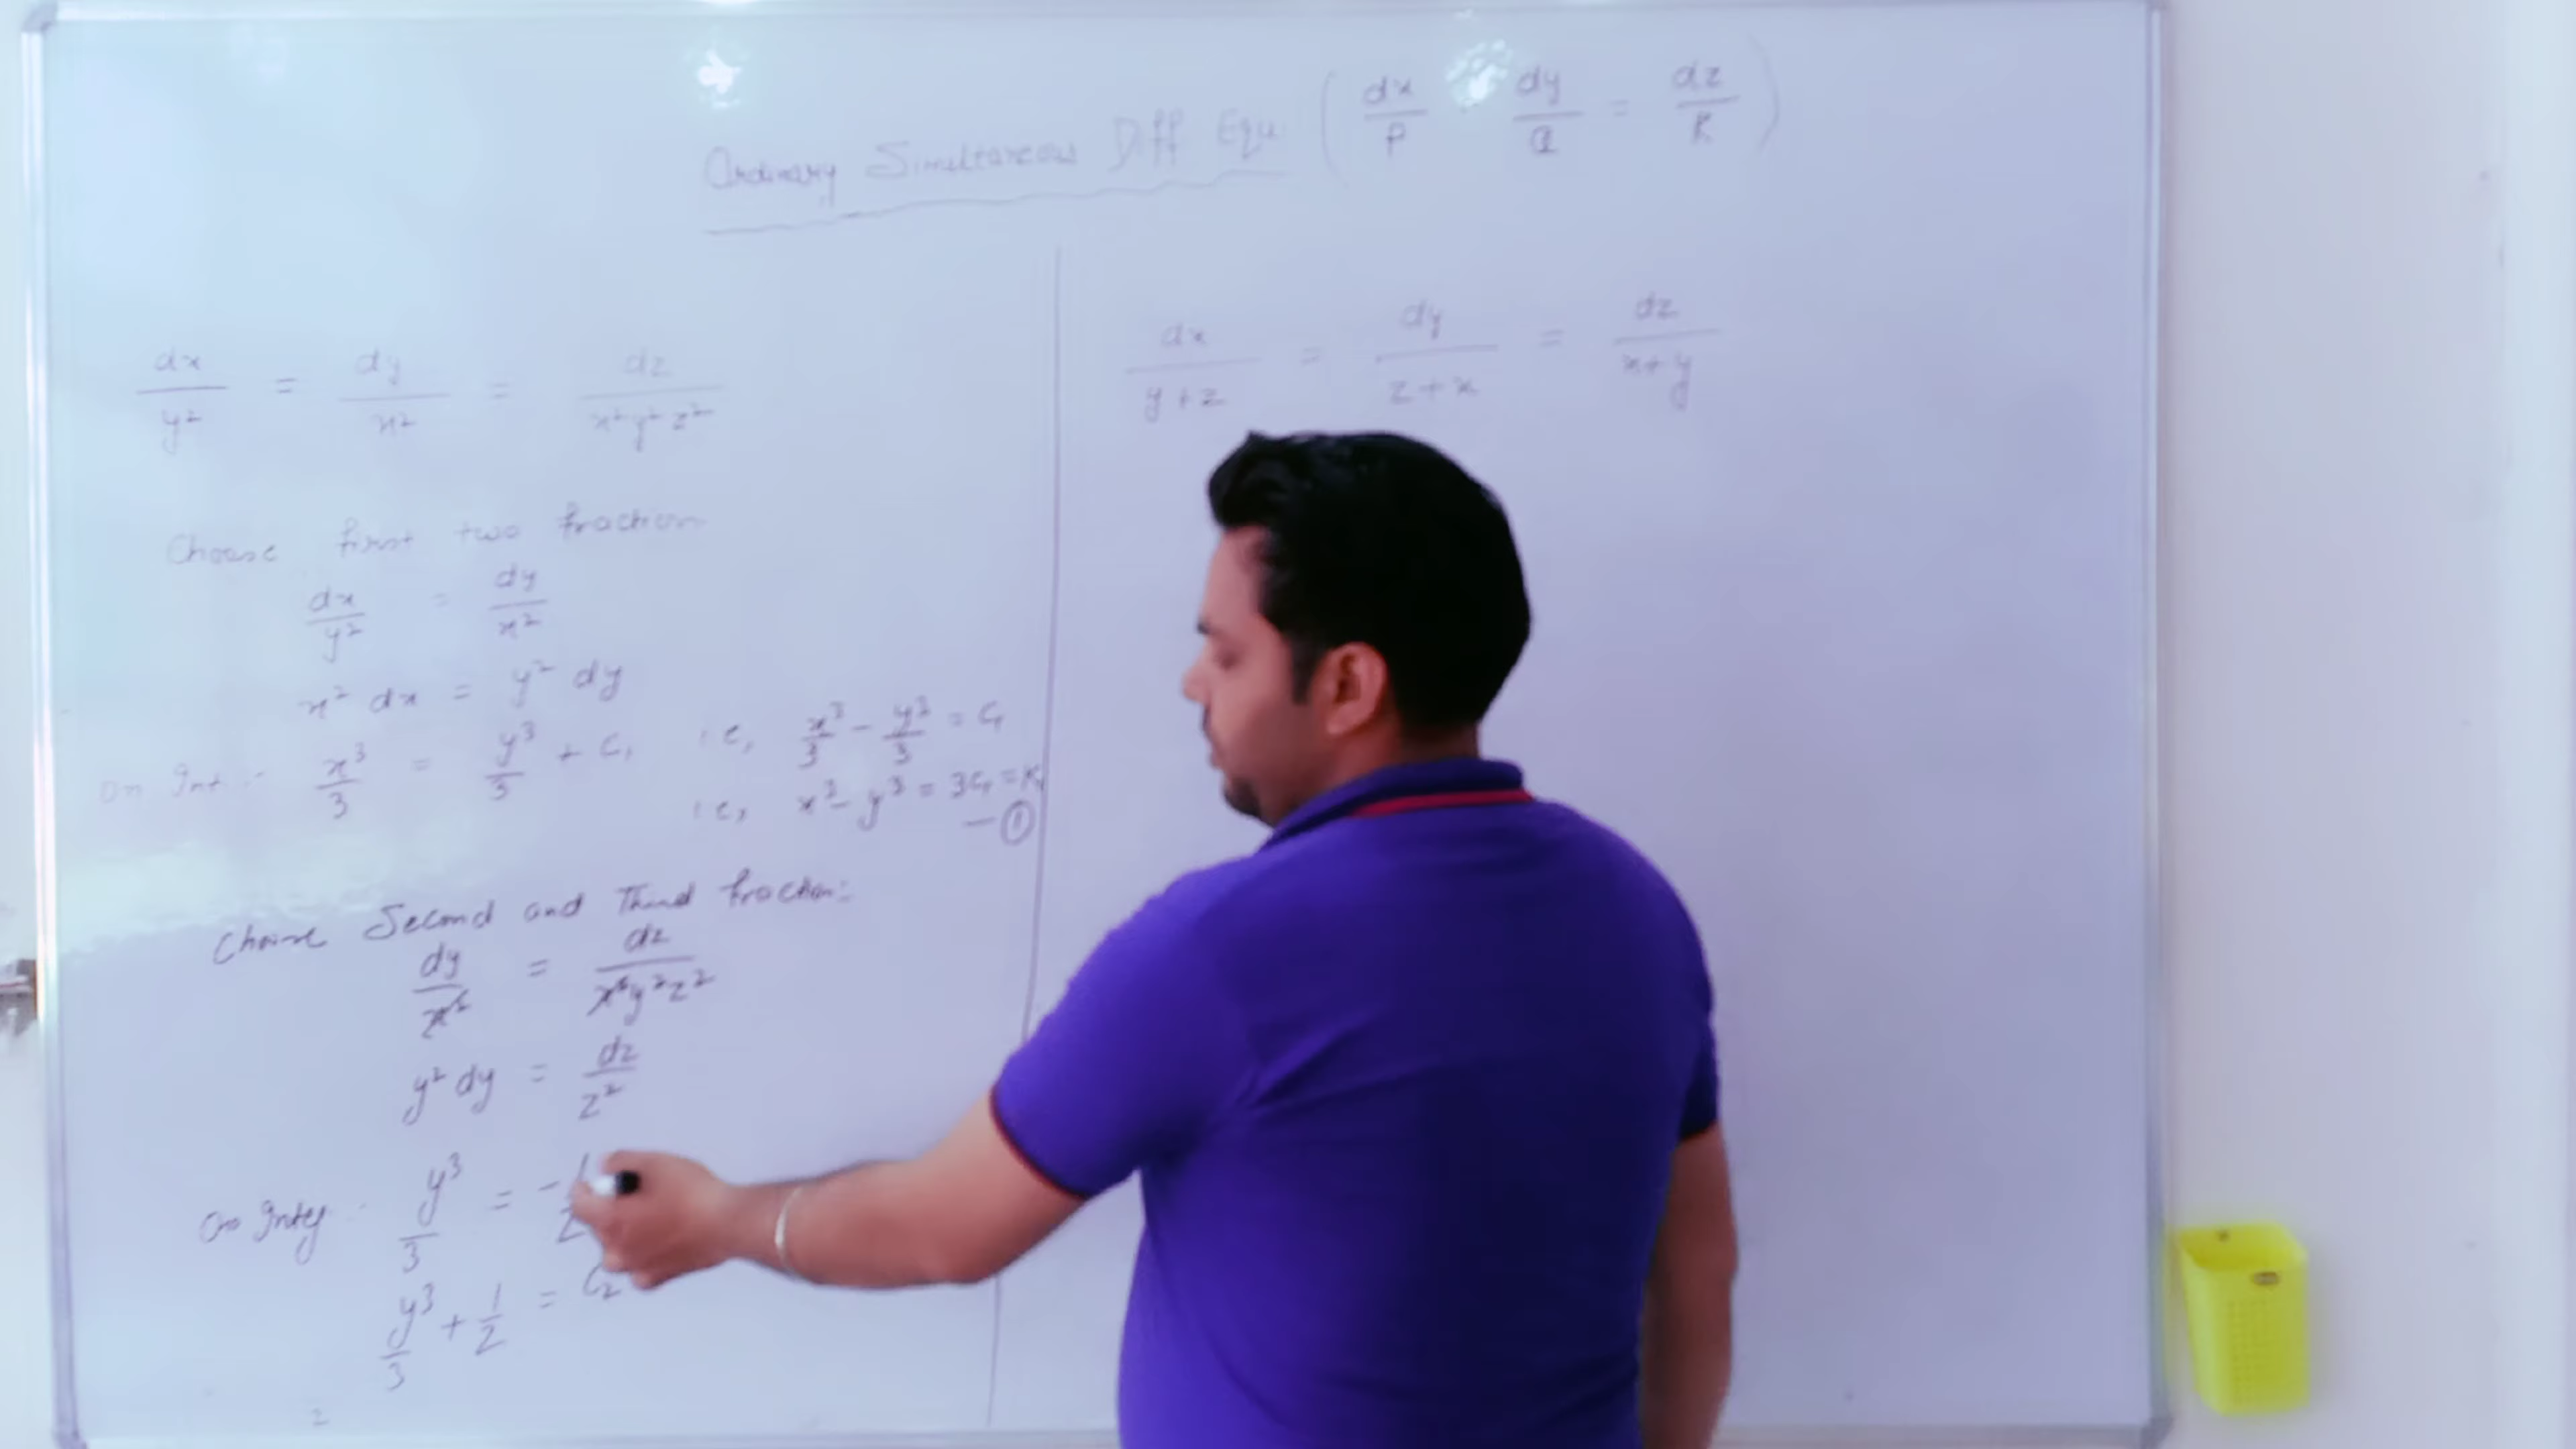 Ordinary Simultaneous Diff Equ. ( dx/P = dy/Q = dz/R )
dx/y² = dy/x² = dz/x²y²z²
Choose first two fraction
dx/y² = dy/x²
x² dx = y² dy
on Int :- x³/3 = y³/3 + C₁
i.e, x³/3 - y³/3 = C₁
i.e, x³ - y³ = 3C₁ = K₁
— ①
Choose Second and Third fraction:-
dy/x² = dz/x²y²z²
y² dy = dz/z²
On Integ :- y³/3 = -1/z
y³/3 + 1/z = C₂
dx/y+z = dy/z+x = dz/x+y